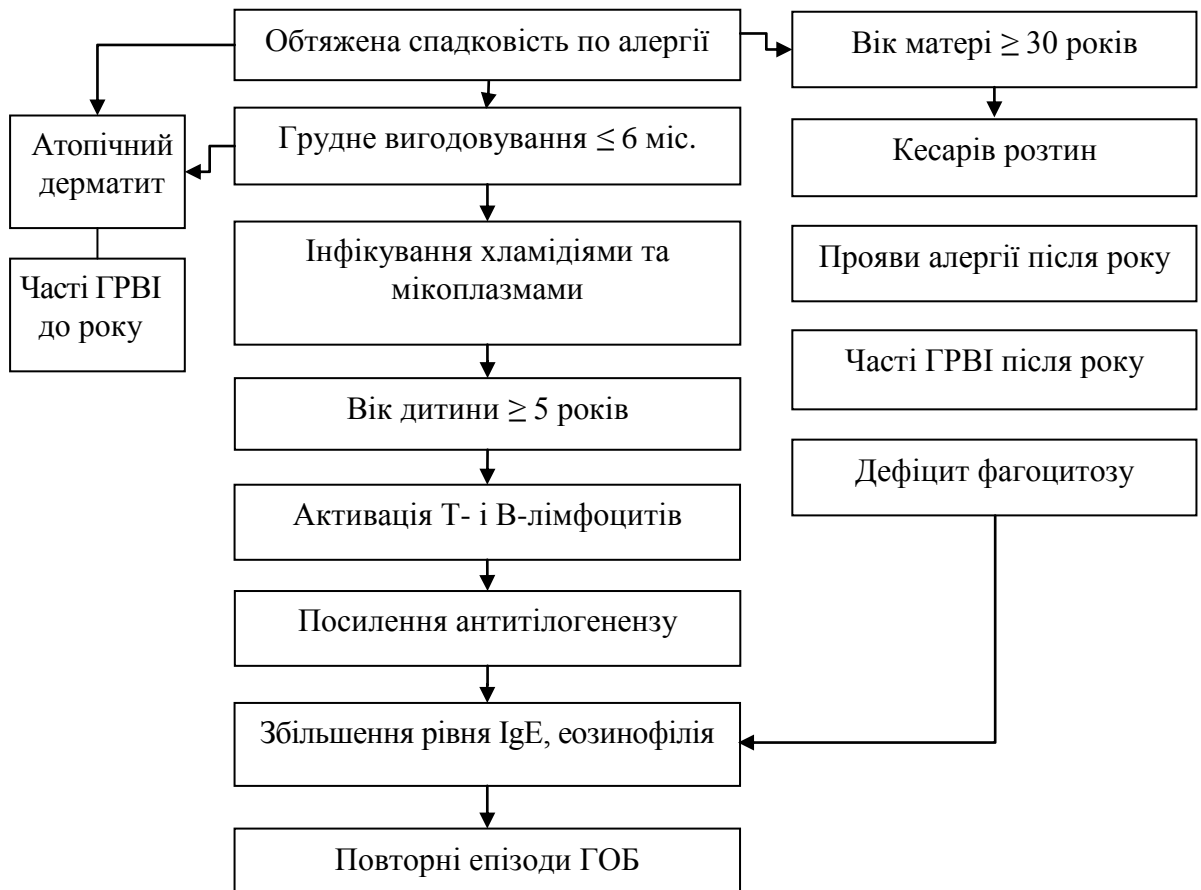 Обтяжена спадковість по алергії
Вік матері ≥ 30 років
Атопічний
дерматит
Грудне вигодовування ≤ 6 міс.
Кесарів розтин
Інфікування хламідіями та
мікоплазмами
Прояви алергії після року
Часті ГРВІ
до року
Часті ГРВІ після року
Вік дитини ≥ 5 років
Дефіцит фагоцитозу
Активація Т- і В-лімфоцитів
Посилення антитілогенензу
Збільшення рівня IgE, еозинофілія
Повторні епізоди ГОБ